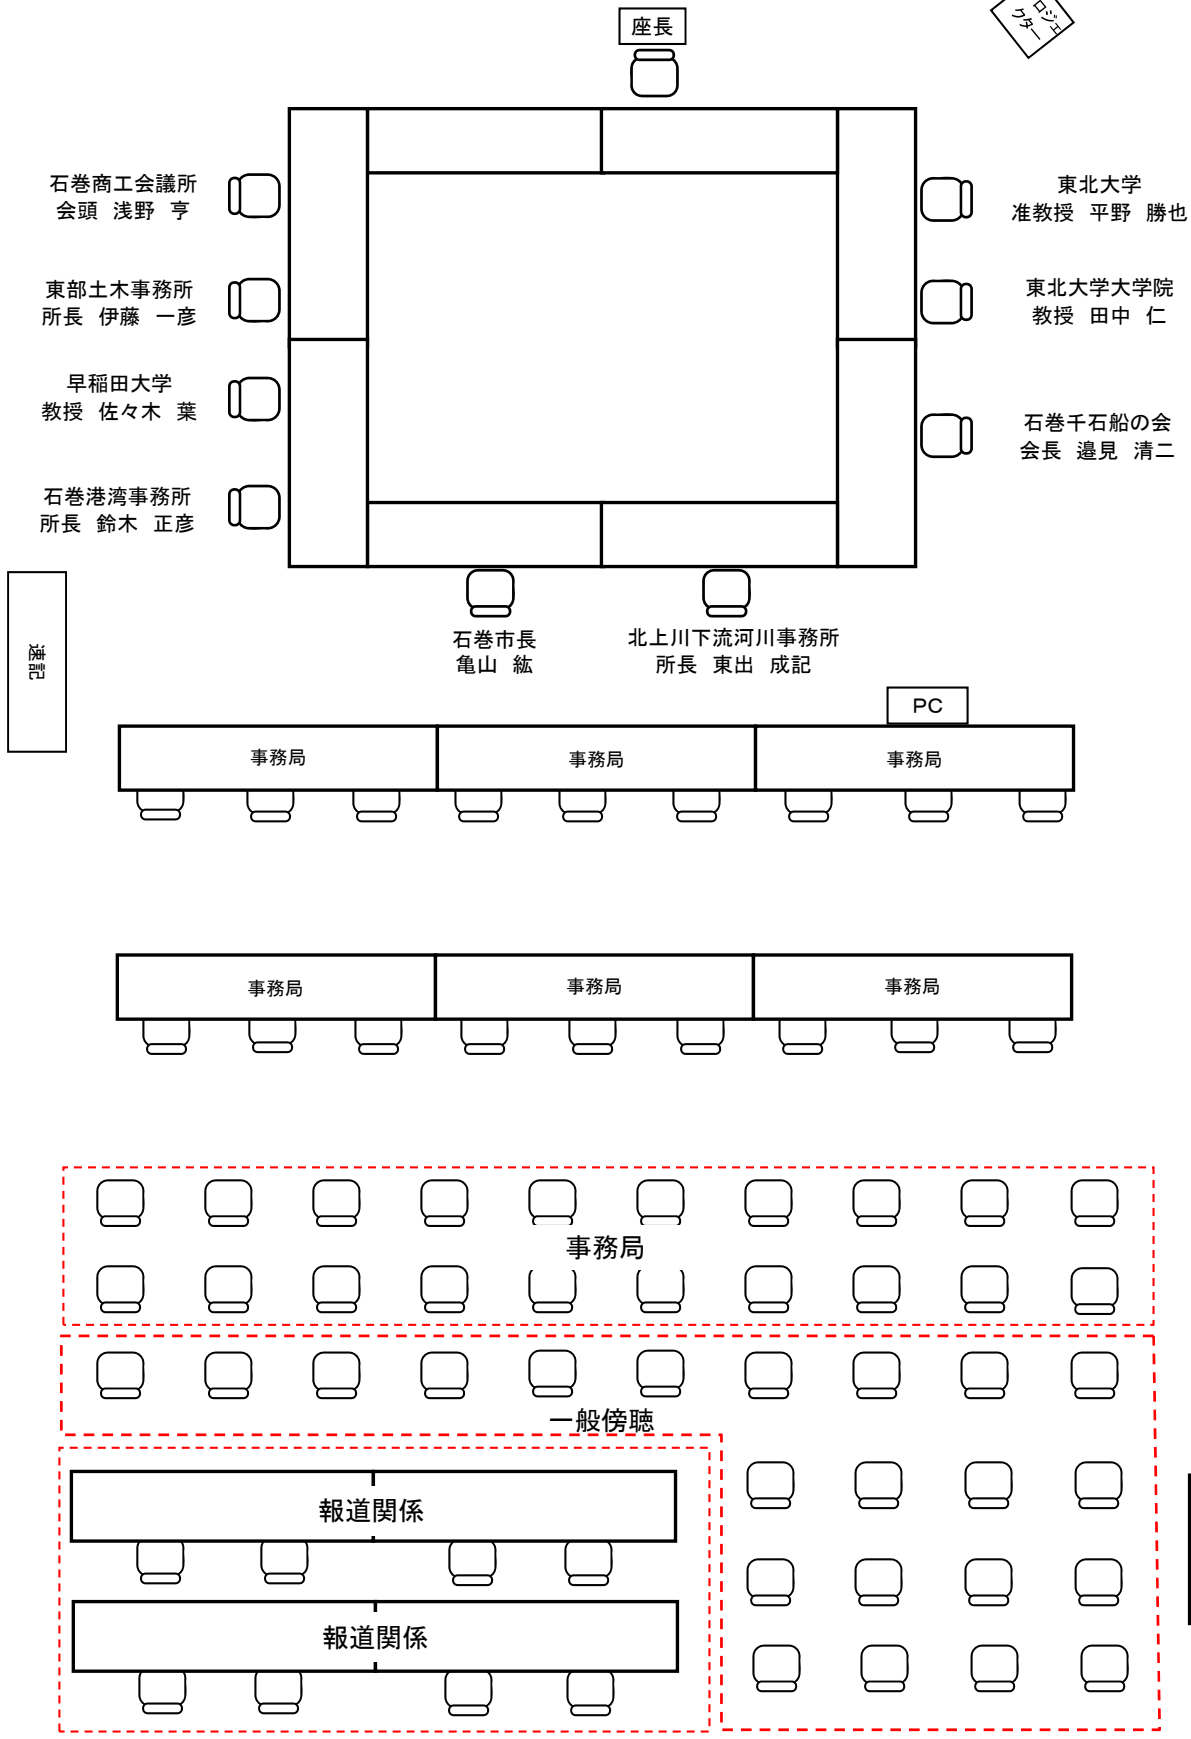 座長
ロジェ
クター
石巻商工会議所
会頭 浅野 亨
東北大学
准教授 平野 勝也
東部土木事務所
所長 伊藤 一彦
東北大学大学院
教授 田中 仁
早稲田大学
教授 佐々木 葉
石巻千石船の会
会長 邉見 清二
石巻港湾事務所
所長 鈴木 正彦
石巻市長
亀山 紘
北上川下流河川事務所
所長 東出 成記
速記
PC
事務局
事務局
事務局
事務局
事務局
事務局
事務局
一般傍聴
報道関係
報道関係